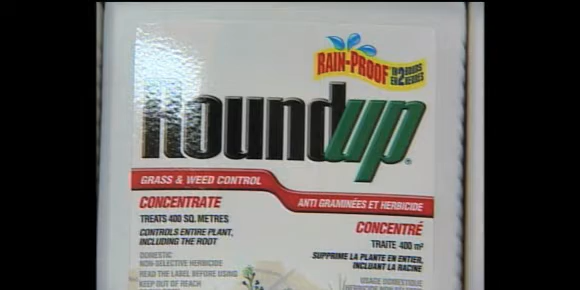 RAIN-PROOF IN 2 HOURS
EN 2 HEURES
Roundup®
GRASS & WEED CONTROL
ANTI GRAMINÉES ET HERBICIDE
CONCENTRATE
TREATS 400 SQ. METRES
CONTROLS ENTIRE PLANT,
INCLUDING THE ROOT
DOMESTIC
NON-SELECTIVE HERBICIDE
READ THE LABEL BEFORE USING
KEEP OUT OF REACH
CONCENTRÉ
TRAITE 400 m²
SUPPRIME LA PLANTE EN ENTIER,
INCLUANT LA RACINE
USAGE DOMESTIQUE
HERBICIDE NON